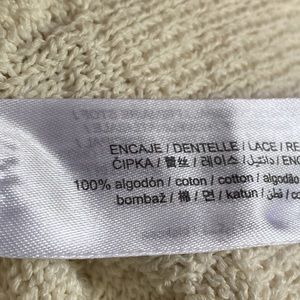 ENCAJE / DENTELLE / LACE / RE
ČIPKA / 蕾丝 / 레이스 / دانتيل / ENC
100% algodón / coton / cotton / algodão
bombaž / 棉 / 면 / katun / قطن / co